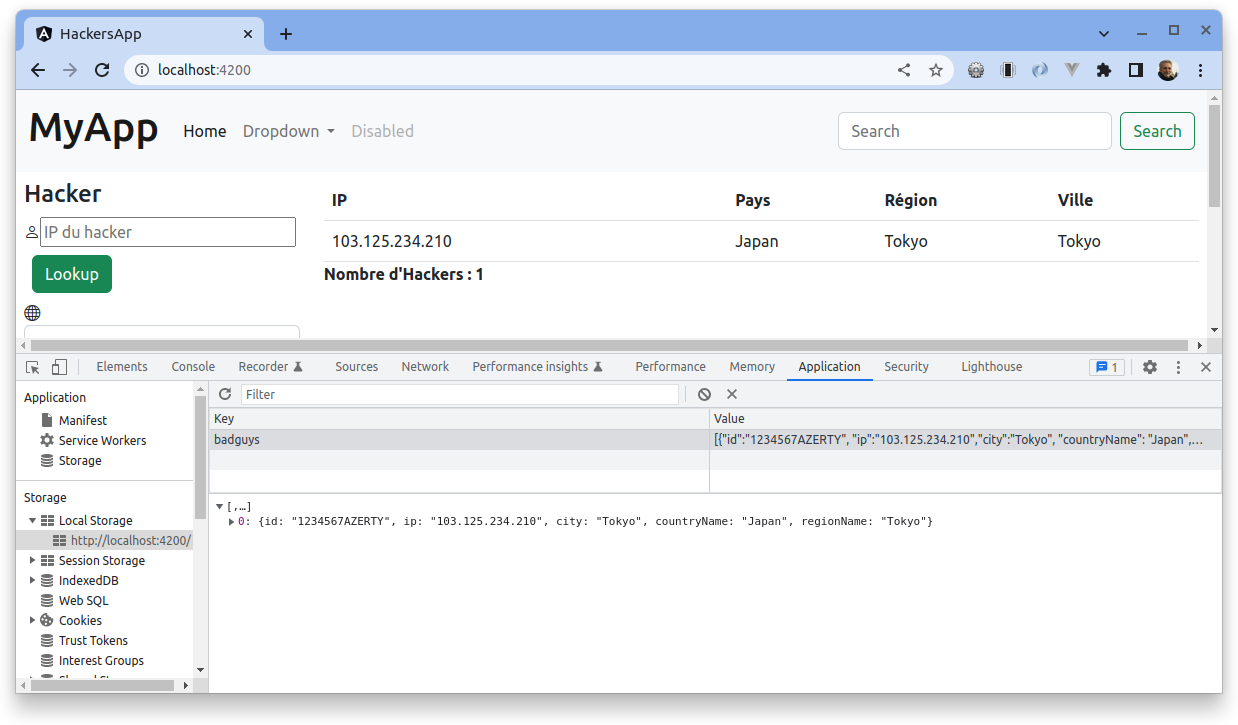 HackersApp
localhost:4200
MyApp Home Dropdown Disabled Search Search
Hacker
IP du hacker
Lookup
IP Pays Région Ville
103.125.234.210 Japan Tokyo Tokyo
Nombre d'Hackers : 1
Elements Console Recorder Sources Network Performance insights Performance Memory Application Security Lighthouse 1
Application
Manifest
Service Workers
Storage
Storage
Local Storage
http://localhost:4200/
Session Storage
IndexedDB
Web SQL
Cookies
Trust Tokens
Interest Groups
Filter
Key Value
badguys [{"id":"1234567AZERTY", "ip":"103.125.234.210","city":"Tokyo", "countryName": "Japan",…
[,…]
0: {id: "1234567AZERTY", ip: "103.125.234.210", city: "Tokyo", countryName: "Japan", regionName: "Tokyo"}